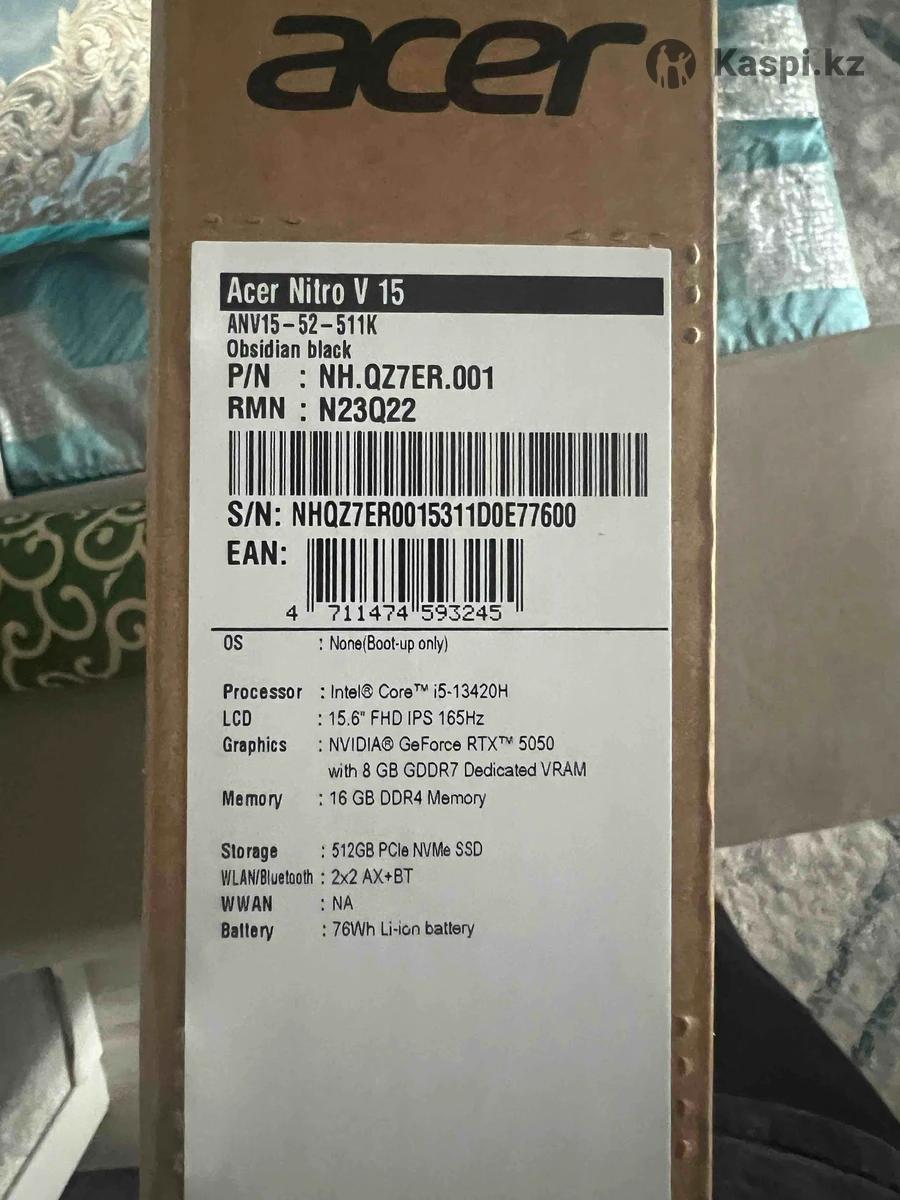 acer
Kaspi.kz
Acer Nitro V 15
ANV15-52-511K
Obsidian black
P/N : NH.QZ7ER.001
RMN : N23Q22
S/N: NHQZ7ER0015311D0E77600
EAN:
4 711474 593245
OS : None(Boot-up only)
Processor : Intel® Core™ i5-13420H
LCD : 15.6" FHD IPS 165Hz
Graphics : NVIDIA® GeForce RTX™ 5050
with 8 GB GDDR7 Dedicated VRAM
Memory : 16 GB DDR4 Memory
Storage : 512GB PCIe NVMe SSD
WLAN/Bluetooth : 2x2 AX+BT
WWAN : NA
Battery : 76Wh Li-ion battery